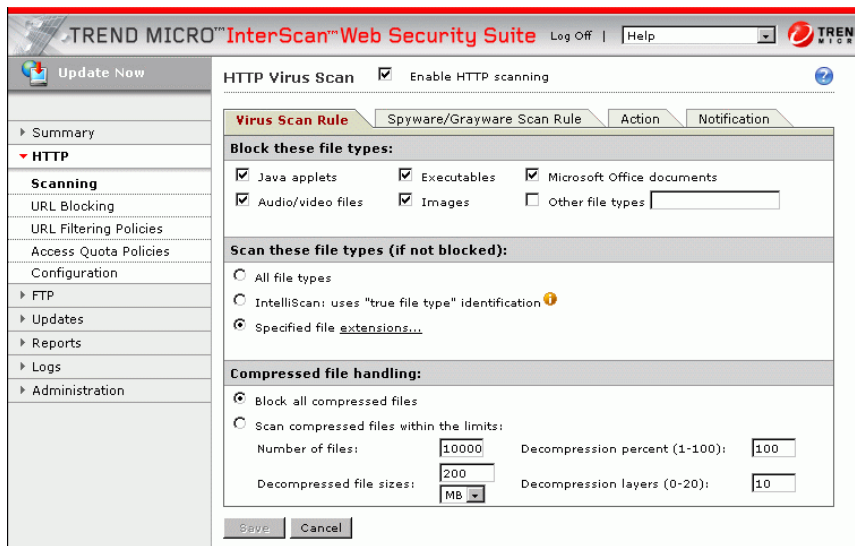 TREND MICRO™ InterScan™ Web Security Suite Log Off | Help
Update Now
HTTP Virus Scan Enable HTTP scanning
Summary
HTTP
Scanning
URL Blocking
URL Filtering Policies
Access Quota Policies
Configuration
FTP
Updates
Reports
Logs
Administration
Virus Scan Rule Spyware/Grayware Scan Rule Action Notification
Block these file types:
Java applets Executables Microsoft Office documents
Audio/video files Images Other file types
Scan these file types (if not blocked):
All file types
IntelliScan: uses "true file type" identification
Specified file extensions...
Compressed file handling:
Block all compressed files
Scan compressed files within the limits:
Number of files: 10000 Decompression percent (1-100): 100
Decompressed file sizes: 200 MB Decompression layers (0-20): 10
Save Cancel